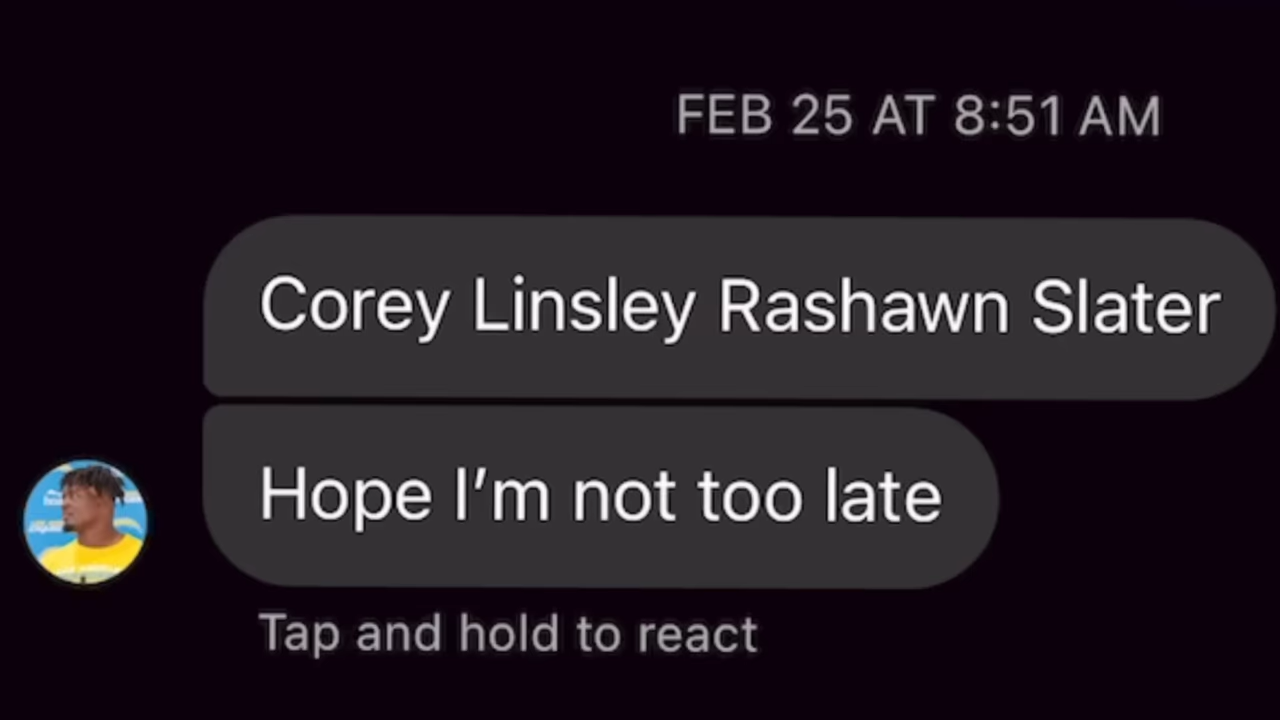 FEB 25 AT 8:51 AM
Corey Linsley Rashawn Slater
Hope I’m not too late
Tap and hold to react